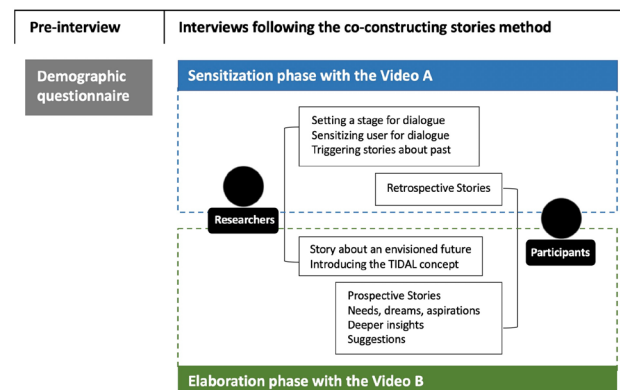 Pre-interview
Interviews following the co-constructing stories method
Demographic
questionnaire
Sensitization phase with the Video A
Setting a stage for dialogue
Sensitizing user for dialogue
Triggering stories about past
Retrospective Stories
Researchers
Participants
Story about an envisioned future
Introducing the TIDAL concept
Prospective Stories
Needs, dreams, aspirations
Deeper insights
Suggestions
Elaboration phase with the Video B